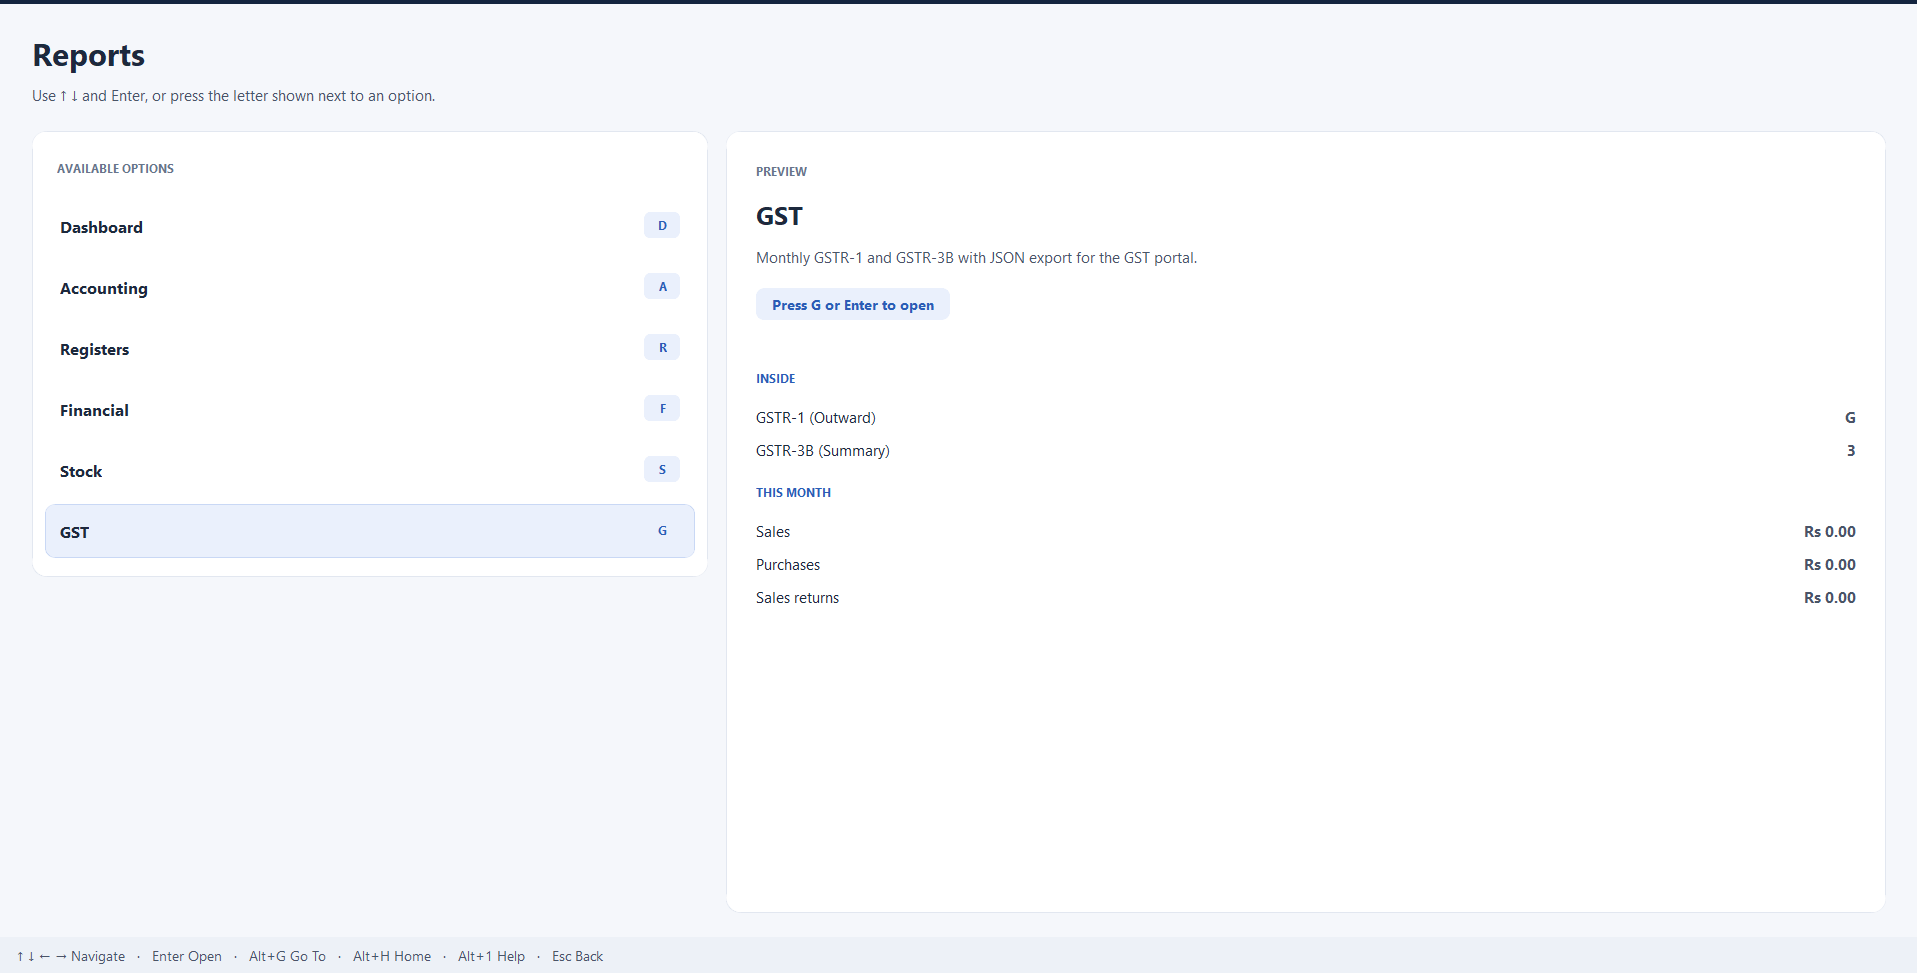 Reports
Use ↑ ↓ and Enter, or press the letter shown next to an option.
AVAILABLE OPTIONS
Dashboard D
Accounting A
Registers R
Financial F
Stock S
GST G
PREVIEW
GST
Monthly GSTR-1 and GSTR-3B with JSON export for the GST portal.
Press G or Enter to open
INSIDE
GSTR-1 (Outward) G
GSTR-3B (Summary) 3
THIS MONTH
Sales Rs 0.00
Purchases Rs 0.00
Sales returns Rs 0.00
↑ ↓ ← → Navigate · Enter Open · Alt+G Go To · Alt+H Home · Alt+1 Help · Esc Back